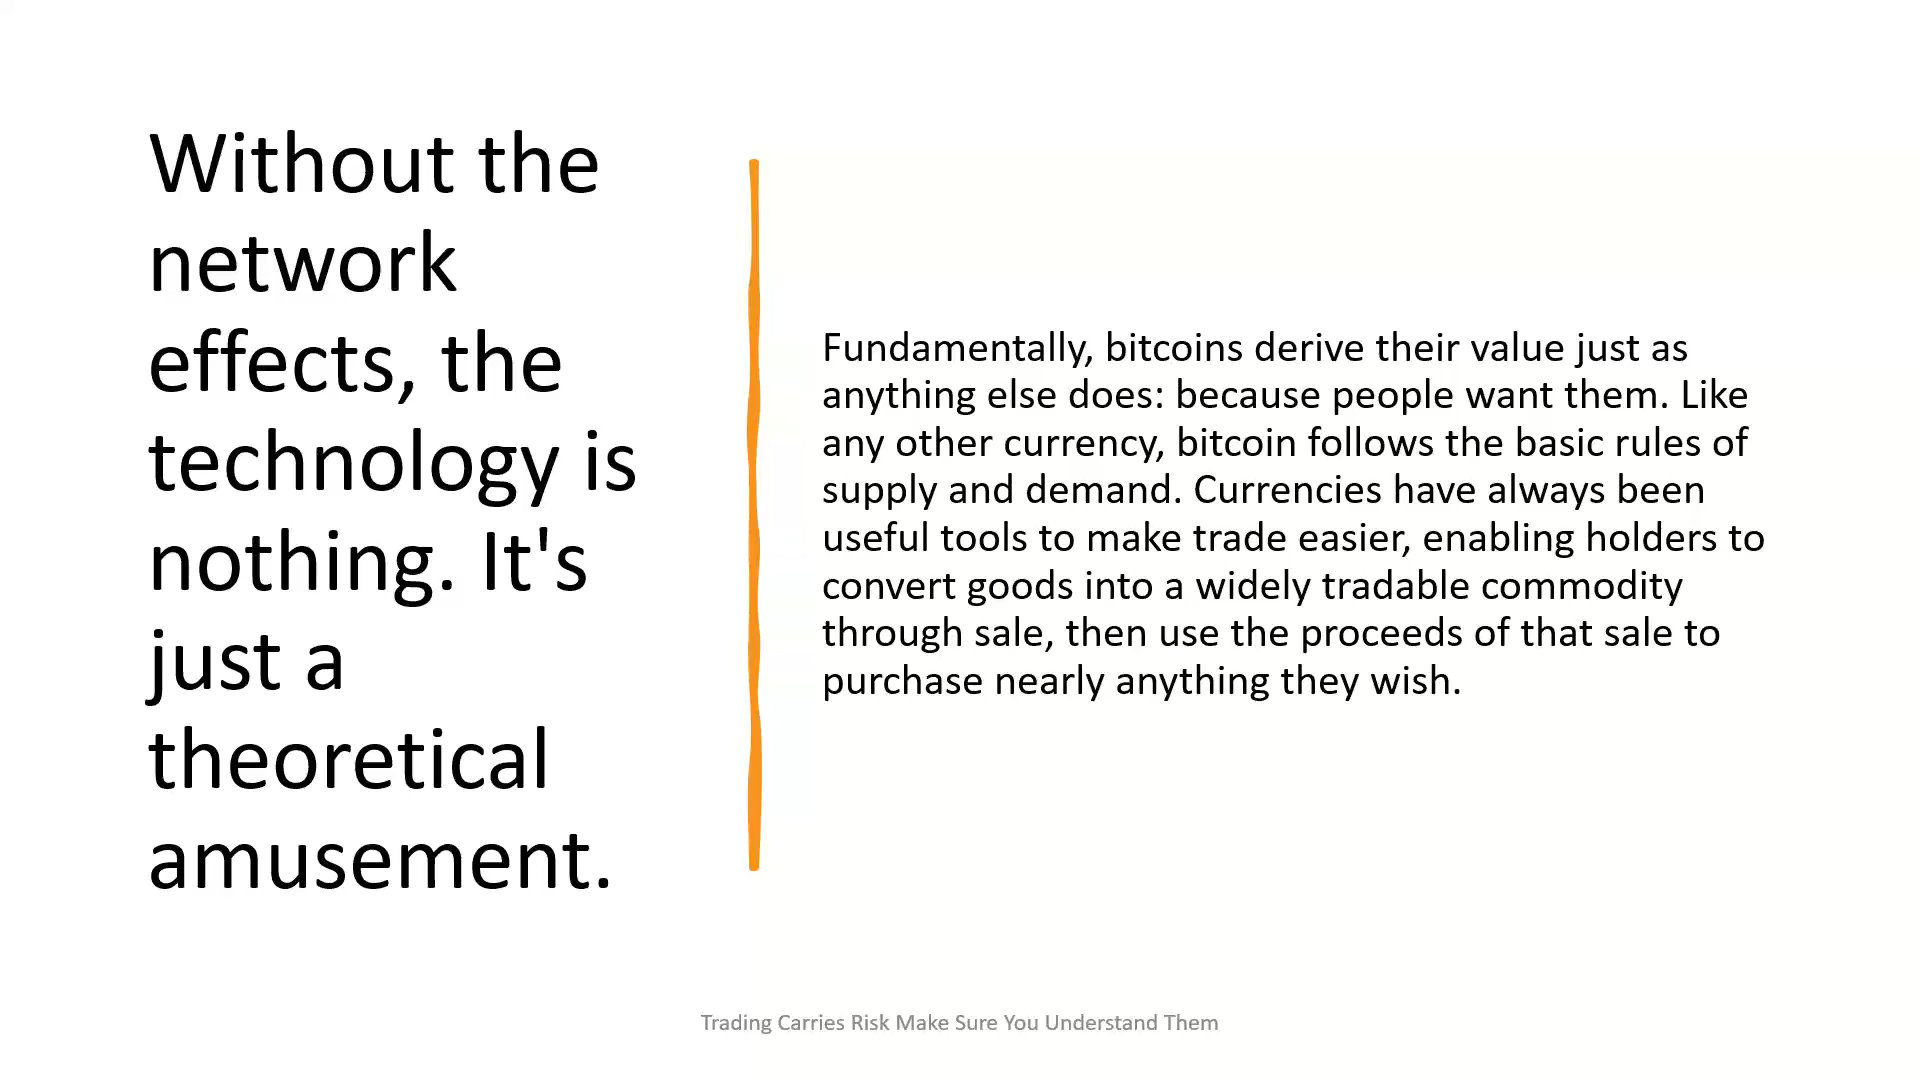 Without the
network
effects, the
technology is
nothing. It's
just a
theoretical
amusement.
Fundamentally, bitcoins derive their value just as
anything else does: because people want them. Like
any other currency, bitcoin follows the basic rules of
supply and demand. Currencies have always been
useful tools to make trade easier, enabling holders to
convert goods into a widely tradable commodity
through sale, then use the proceeds of that sale to
purchase nearly anything they wish.
Trading Carries Risk Make Sure You Understand Them